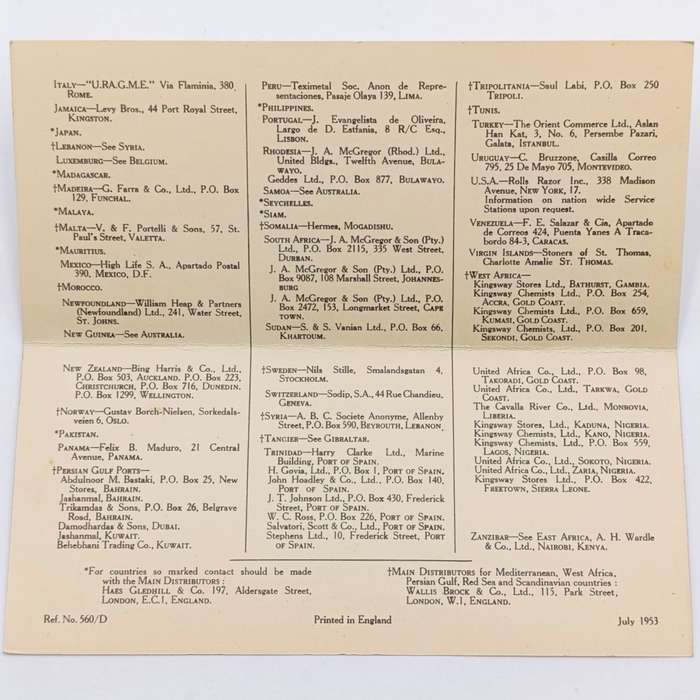 ITALY—"U.RA.G.M.E." Via Flaminia, 380,
ROME.
JAMAICA—Levy Bros., 44 Port Royal Street,
KINGSTON.
*JAPAN.
†LEBANON—See SYRIA.
LUXEMBURG—See BELGIUM.
*MADAGASCAR.
†MADEIRA—G. Farra & Co., Ltd., P.O. Box
129, FUNCHAL.
*MALAYA.
†MALTA—V. & F. Portelli & Sons, 57, St.
Paul's Street, VALETTA.
*MAURITIUS.
MEXICO—High Life S. A., Apartado Postal
390, MEXICO, D.F.
†MOROCCO.
NEWFOUNDLAND—William Heap & Partners
(Newfoundland) Ltd., 241, Water Street,
ST. JOHNS.
NEW GUINEA—See AUSTRALIA.
NEW ZEALAND—Bing Harris & Co., Ltd.,
P.O. BOX 503, AUCKLAND. P.O. BOX 223,
CHRISTCHURCH, P.O. BOX 716, DUNEDIN.
P.O. BOX 1299, WELLINGTON.
†NORWAY—Gustav Borch-Nielsen, Sorkedals-
veien 6, OSLO.
*PAKISTAN.
PANAMA—Felix B. Maduro, 21 Central
Avenue, PANAMA.
†PERSIAN GULF PORTS—
Abdulnoor M. Bastaki, P.O. Box 25, New
Stores, BAHRAIN.
Jashanmal, BAHRAIN.
Trikamdas & Sons, P.O. Box 26, Belgrave
Road, BAHRAIN.
Damodhardas & Sons, DUBAI.
Jashanmal, KUWAIT.
Behebhani Trading Co., KUWAIT.
PERU—Teximetal Soc. Anon de Repre-
sentaciones, Pasaje Olaya 139, LIMA.
*PHILIPPINES.
PORTUGAL—J. Evangelista de Oliveira,
Largo de D. Estfania, 8 R/C Esq.,
LISBON.
RHODESIA—J. A. McGregor (Rhod.) Ltd.,
United Bldgs., Twelfth Avenue, BULA-
WAYO.
Geddes Ltd., P.O. Box 877, BULAWAYO.
SAMOA—See AUSTRALIA.
*SEYCHELLES.
*SIAM.
†SOMALIA—Hermes, MOGADISHU.
SOUTH AFRICA—J. A. McGregor & Son (Pty.)
Ltd., P.O. Box 2115, 335 West Street,
DURBAN.
J. A. McGregor & Son (Pty.) Ltd., P.O.
Box 9087, 108 Marshall Street, JOHANNES-
BURG
J. A. McGregor & Son (Pty.) Ltd., P.O.
Box 2472, 153, Longmarket Street, CAPE
TOWN.
SUDAN—S. & S. Vanian Ltd., P.O. Box 66,
KHARTOUM.
†SWEDEN—Nila Stille, Smalandsgatan 4,
STOCKHOLM.
SWITZERLAND—Sodip, S.A., 44 Rue Chandieu,
GENEVA.
†SYRIA—A. B. C. Societe Anonyme, Allenby
Street, P.O. Box 590, BEYROUTH, LEBANON.
†TANGIER—See GIBRALTAR.
TRINIDAD—Harry Clarke Ltd., Marine
Building, PORT OF SPAIN.
H. Govia, Ltd., P.O. Box 1, PORT OF SPAIN.
John Hoadley & Co., Ltd., P.O. Box 140,
PORT OF SPAIN.
J. T. Johnson Ltd., P.O. Box 430, Frederick
Street, PORT OF SPAIN.
W. C. Ross, P.O. Box 226, PORT OF SPAIN.
Salvatori, Scott & Co., Ltd., PORT OF SPAIN.
Stephens Ltd., 10, Frederick Street, PORT
OF SPAIN.
†TRIPOLITANIA—Saul Labi, P.O. Box 250
TRIPOLI.
†TUNIS.
TURKEY—The Orient Commerce Ltd., Aslan
Han Kat, 3, No. 6, Persembe Pazari,
Galata, ISTANBUL.
URUGUAY—C. Bruzzone, Casilla Correo
795, 25 De Mayo 705, MONTEVIDEO.
U.S.A.—Rolls Razor Inc., 338 Madison
Avenue, NEW YORK, 17.
Information on nation wide Service
Stations upon request.
VENEZUELA—F. E. Salazar & Cia, Apartado
de Correos 424, Puenta Yanes A Traca-
bordo 84-3, CARACAS.
VIRGIN ISLANDS—Stoners of St. Thomas,
Charlotte Amalie ST. THOMAS.
†WEST AFRICA—
Kingsway Stores Ltd., BATHURST, GAMBIA.
Kingsway Chemists Ltd., P.O. Box 254,
ACCRA, GOLD COAST.
Kingsway Chemists Ltd., P.O. Box 659,
KUMASI, GOLD COAST.
Kingsway Chemists, Ltd., P.O. Box 201,
SEKONDI, GOLD COAST.
United Africa Co., Ltd., P.O. Box 98,
TAKORADI, GOLD COAST.
United Africa Co., Ltd., TARKWA, GOLD
COAST.
The Cavalla River Co., Ltd., MONROVIA,
LIBERIA.
Kingsway Stores, Ltd., KADUNA, NIGERIA.
Kingsway Chemists, Ltd., KANO, NIGERIA.
Kingsway Chemists, Ltd., P.O. Box 559,
LAGOS, NIGERIA.
United Africa Co., Ltd., SOKOTO, NIGERIA.
United Africa Co., Ltd., ZARIA, NIGERIA.
Kingsway Stores Ltd., P.O. Box 422,
FREETOWN, SIERRA LEONE.
ZANZIBAR—See EAST AFRICA, A. H. Wardle
& Co., Ltd., NAIROBI, KENYA.
*For countries so marked contact should be made
with the MAIN DISTRIBUTORS :
HAES GLEDHILL & Co. 197, Aldersgate Street,
LONDON, E.C.1, ENGLAND.
†MAIN DISTRIBUTORS for Mediterranean, West Africa,
Persian Gulf, Red Sea and Scandinavian countries :
WALLIS BROCK & Co., Ltd., 115, Park Street,
LONDON, W.1, ENGLAND.
Ref. No. 560/D
Printed in England
July 1953